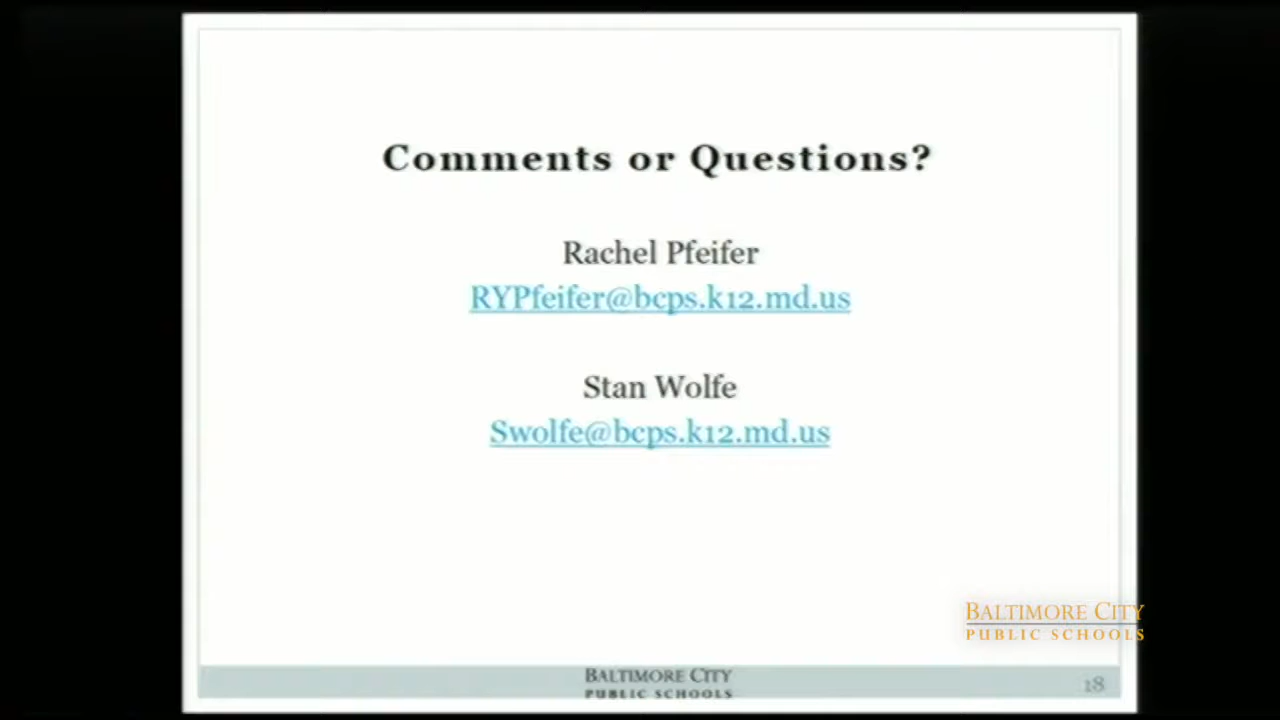 Comments or Questions?
Rachel Pfeifer
RYPfeifer@bcps.k12.md.us
Stan Wolfe
Swolfe@bcps.k12.md.us
BALTIMORE CITY
PUBLIC SCHOOLS
BALTIMORE CITY
PUBLIC SCHOOLS
18